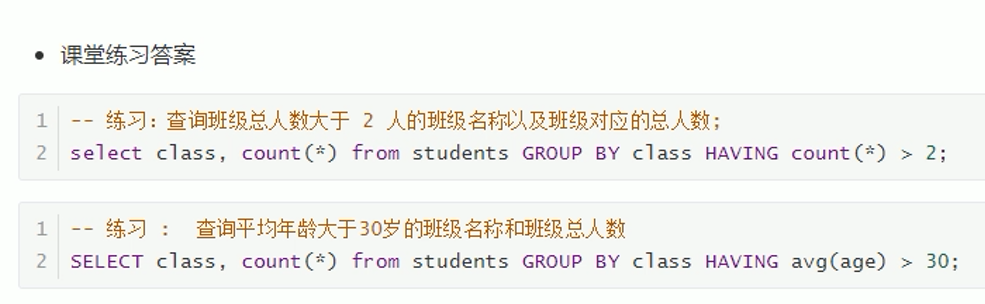 课堂练习答案
1 -- 练习：查询班级总人数大于 2 人的班级名称以及班级对应的总人数；
2 select class, count(*) from students GROUP BY class HAVING count(*) > 2;
1 -- 练习 ： 查询平均年龄大于30岁的班级名称和班级总人数
2 SELECT class, count(*) from students GROUP BY class HAVING avg(age) > 30;